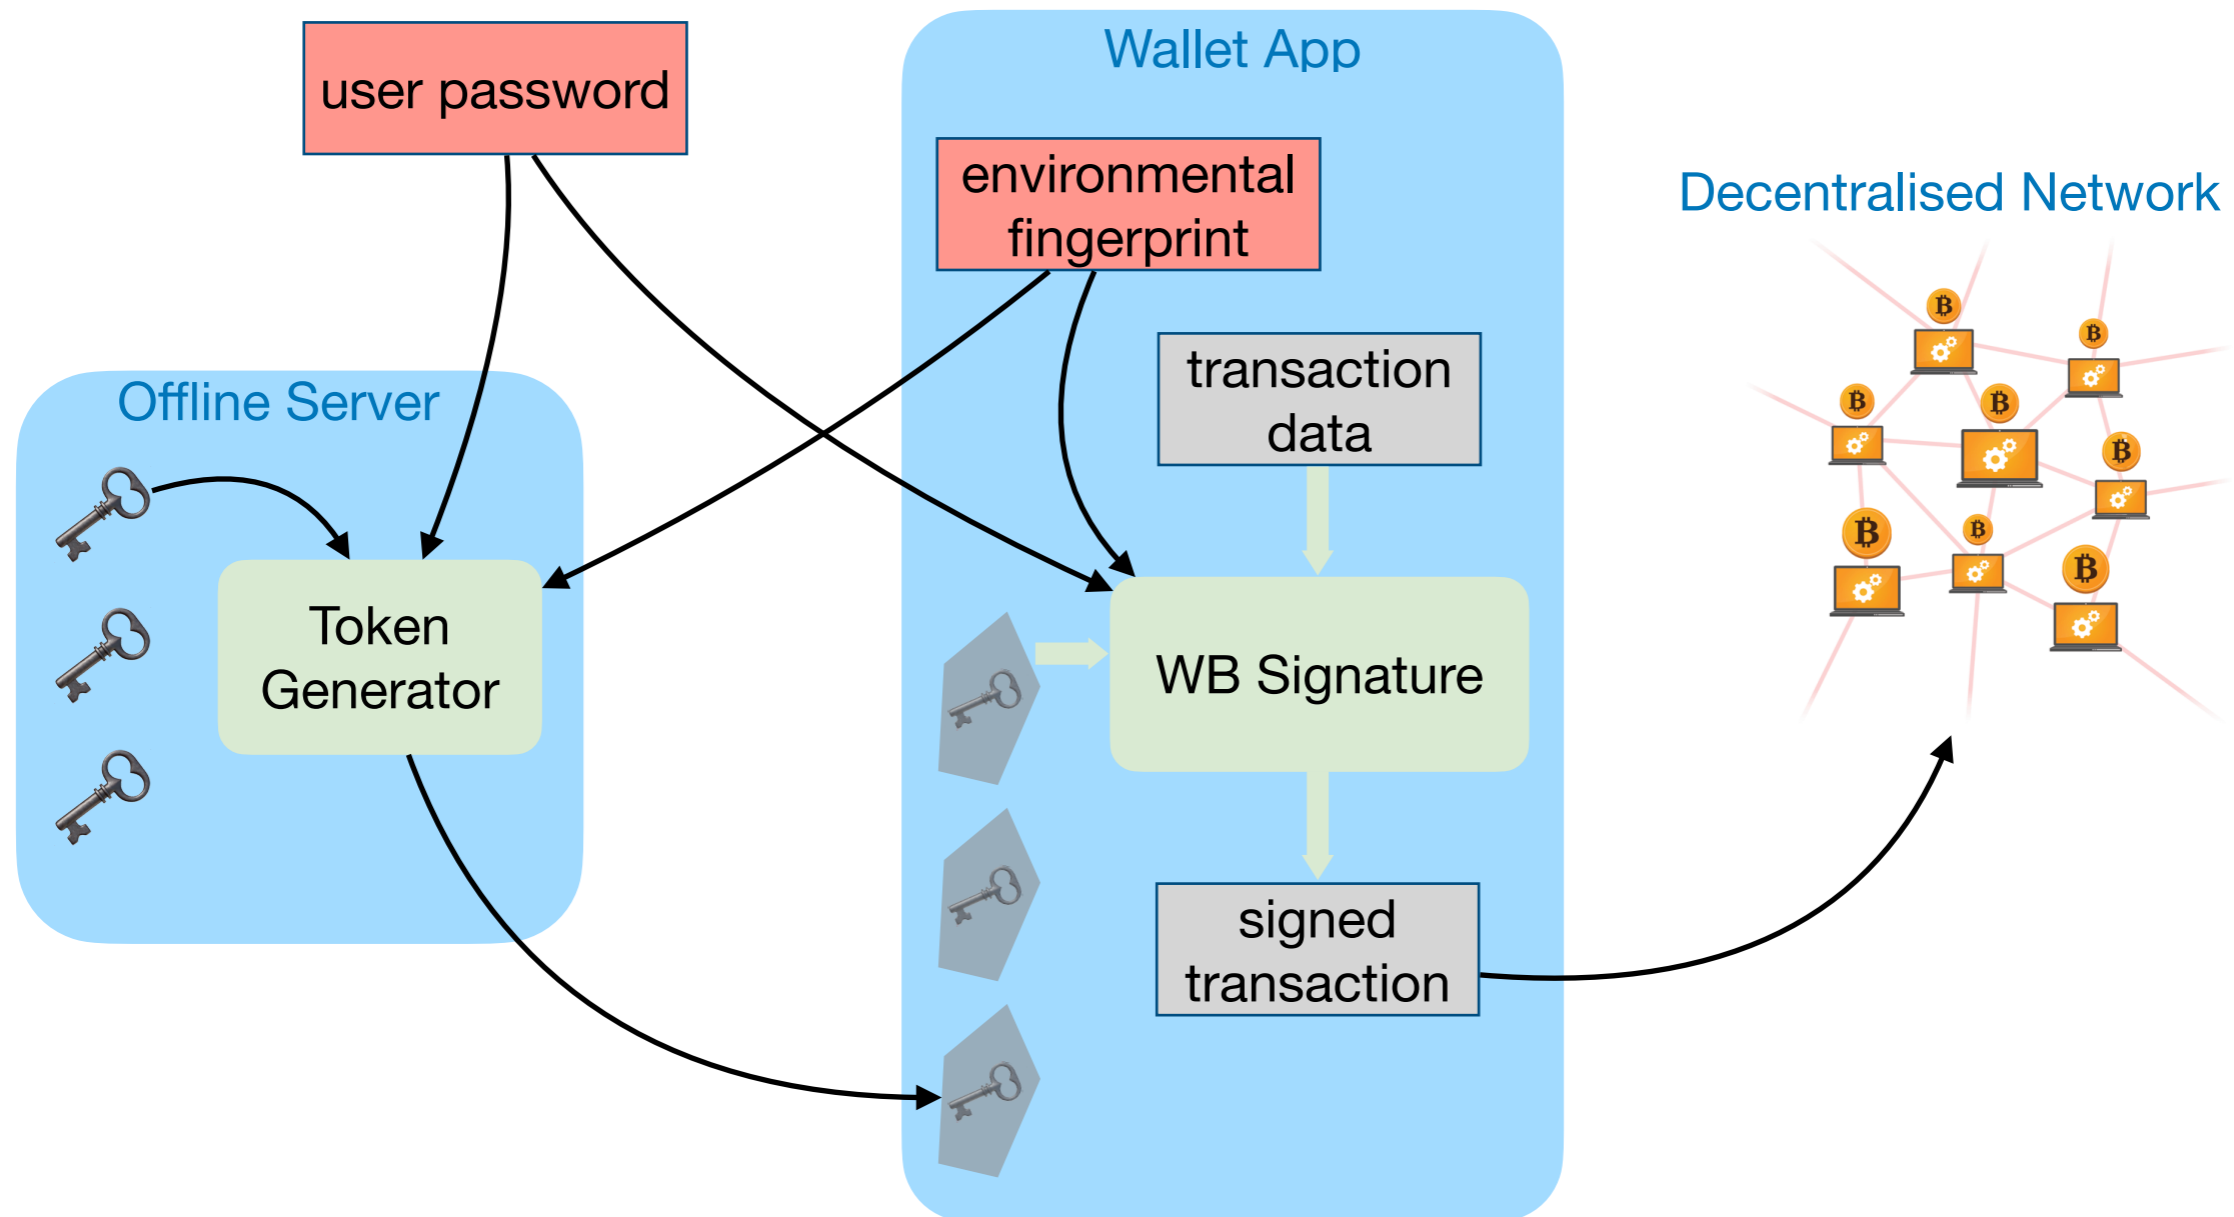 user password
Wallet App
environmental
fingerprint
Decentralised Network
transaction
data
Offline Server
Token
Generator
WB Signature
signed
transaction